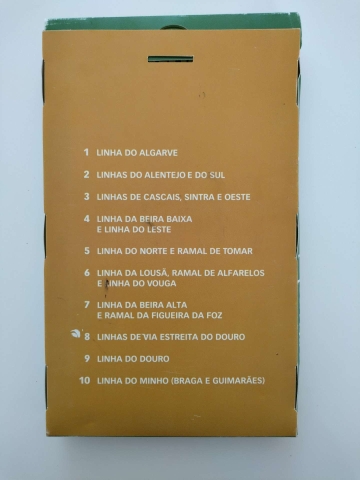 1 LINHA DO ALGARVE
2 LINHAS DO ALENTEJO E DO SUL
3 LINHAS DE CASCAIS, SINTRA E OESTE
4 LINHA DA BEIRA BAIXA
E LINHA DO LESTE
5 LINHA DO NORTE E RAMAL DE TOMAR
6 LINHA DA LOUSÃ, RAMAL DE ALFARELOS
E LINHA DO VOUGA
7 LINHA DA BEIRA ALTA
E RAMAL DA FIGUEIRA DA FOZ
8 LINHAS DE VIA ESTREITA DO DOURO
9 LINHA DO DOURO
10 LINHA DO MINHO (BRAGA E GUIMARÃES)